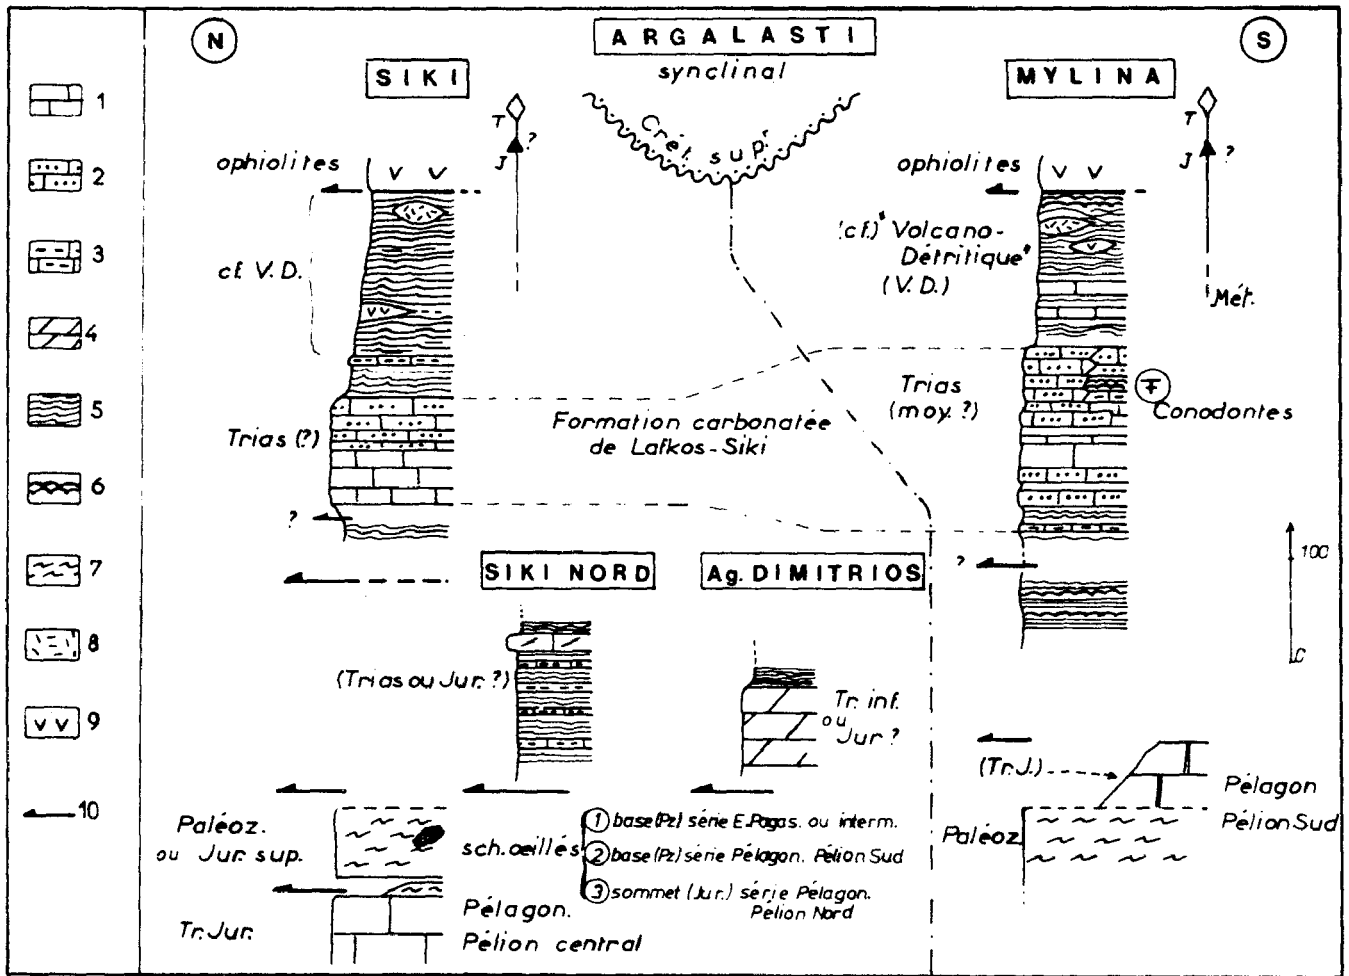 N
ARGALASTI
synclinal
S
SIKI
MYLINA
1
2
3
4
5
6
7
8
9
10
T
J
?
ophiolites
V V
cf. V.D.
v v
Trias (?)
?
Crét. supr
Formation carbonatée
de Lafkos-Siki
T
J
?
ophiolites
V V
(cf.) "Volcano-
Détritique"
(V.D.)
v
Mét.
Trias
(moy. ?)
Conodontes
?
100
0
SIKI NORD
Ag. DIMITRIOS
(Trias ou Jur. ?)
Tr. inf.
ou
Jur ?
(Tr.J.)
Pélagon
Pélion Sud
Paléoz
Paléoz.
ou Jur. sup.
sch. œillés
1 base (Pz) série E. Pagas. ou interm.
2 base (Pz) série Pélagon. Pélion Sud
3 sommet (Jur.) série Pélagon.
Pélion Nord
Tr. Jur.
Pélagon.
Pélion central